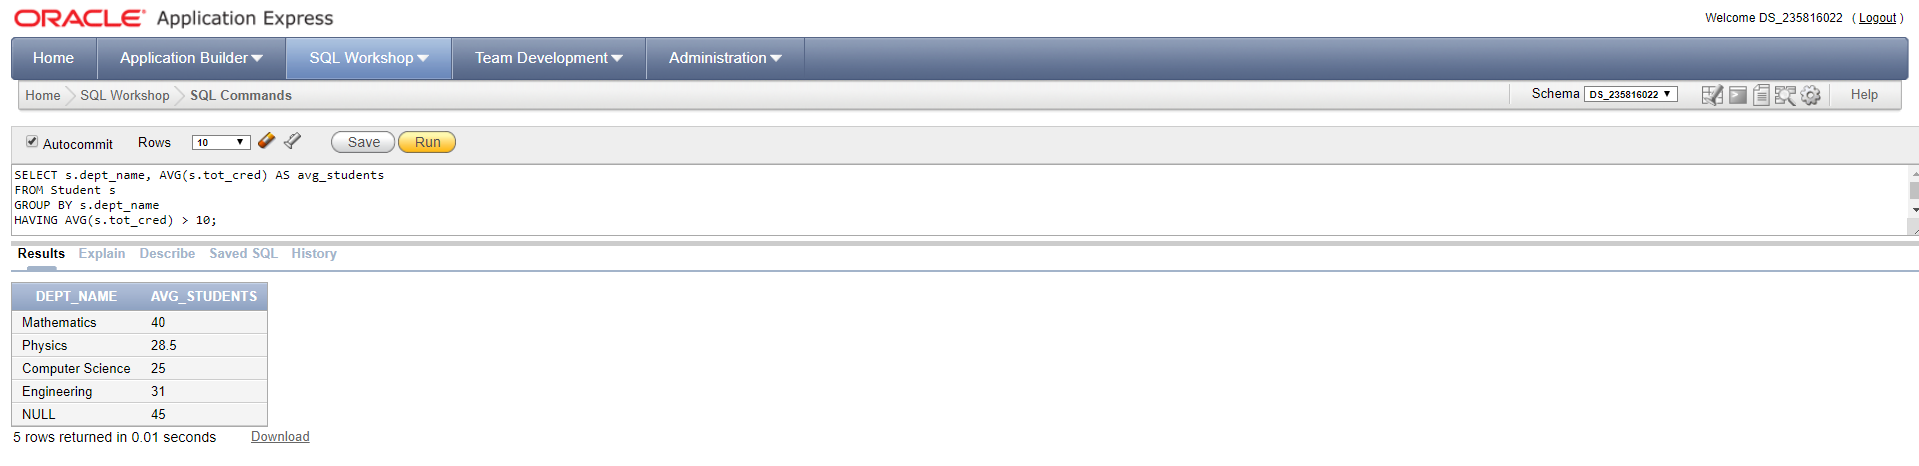 ORACLE Application Express
Welcome DS_235816022 ( Logout )
Home Application Builder SQL Workshop Team Development Administration
Home SQL Workshop SQL Commands Schema DS_235816022 Help
Autocommit Rows 10 Save Run
SELECT s.dept_name, AVG(s.tot_cred) AS avg_students
FROM Student s
GROUP BY s.dept_name
HAVING AVG(s.tot_cred) > 10;
Results Explain Describe Saved SQL History
DEPT_NAME AVG_STUDENTS
Mathematics 40
Physics 28.5
Computer Science 25
Engineering 31
NULL 45
5 rows returned in 0.01 seconds Download